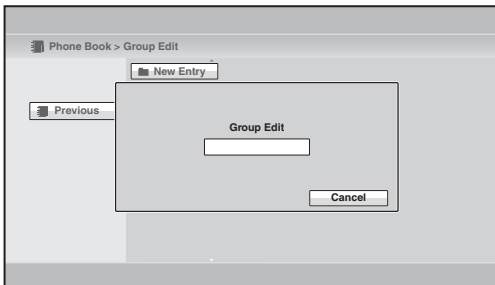 Phone Book > Group Edit
New Entry
Previous
Group Edit
Cancel